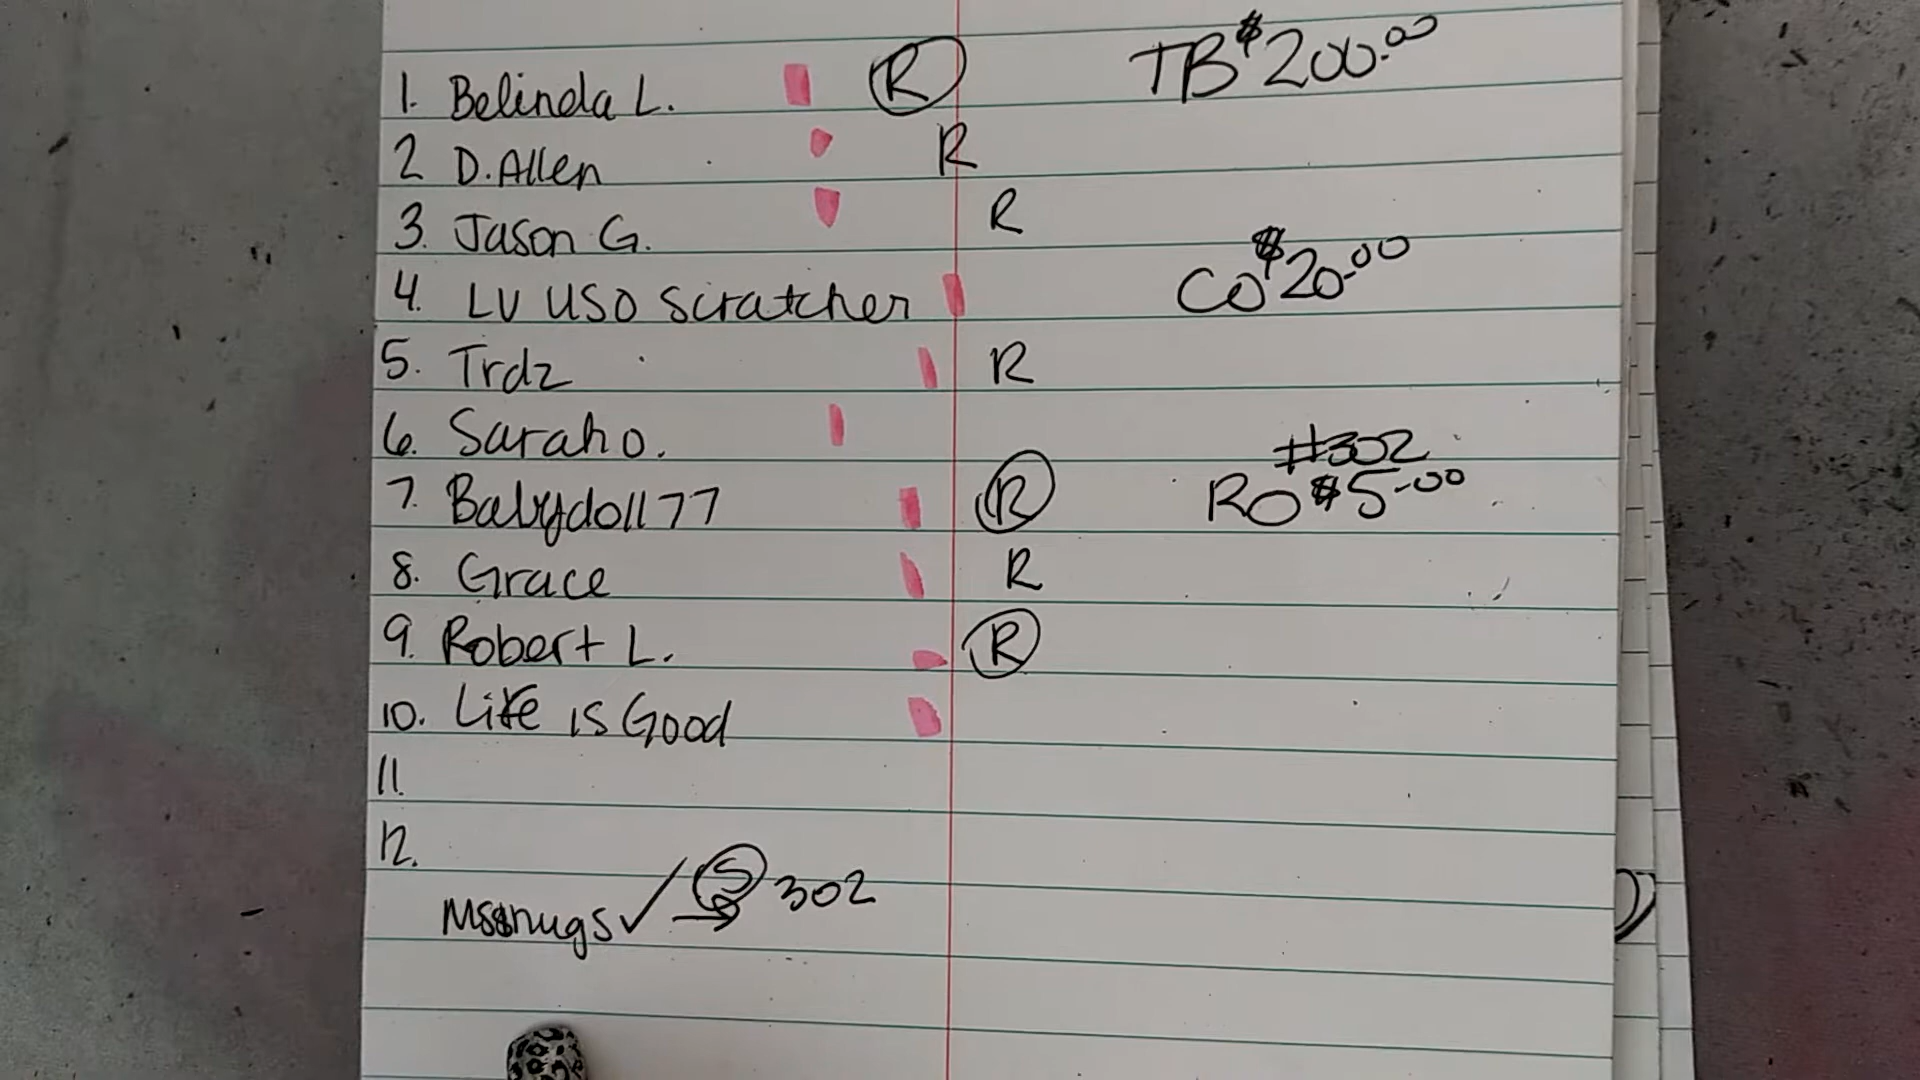 1. Belinda L. R TB $200.00
2 D. Allen R
3. Jason G. R
4. LV USO Scratcher CO $20.00
5. Trdz R
6. Sarah O.
#302
7. Babydoll77 R RO $5.00
8. Grace R
9. Robert L. R
10. Life is Good
11.
12.
302